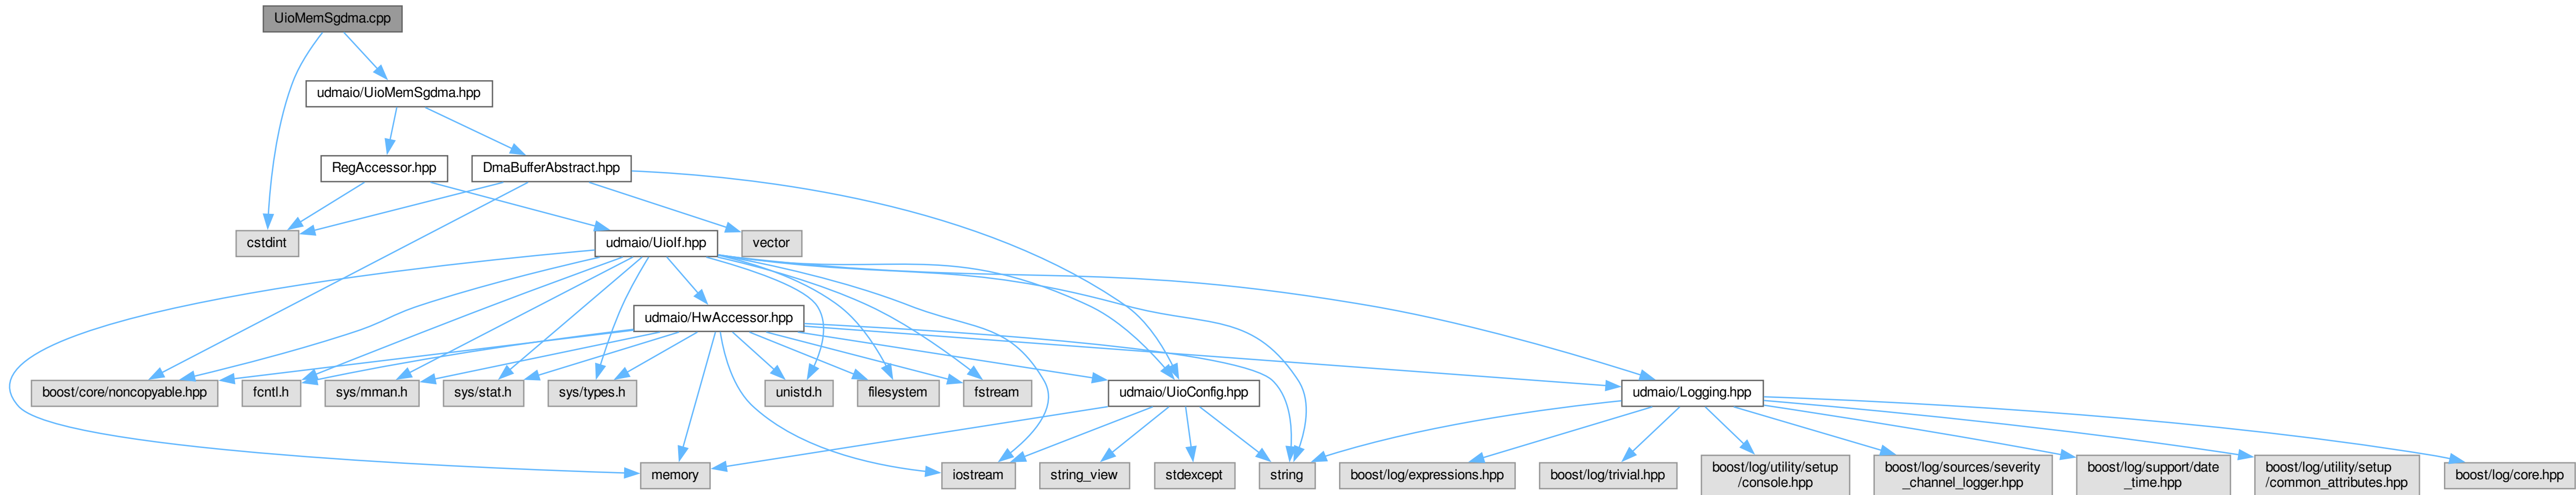 UioMemSgdma.cpp
udmaio/UioMemSgdma.hpp
RegAccessor.hpp
DmaBufferAbstract.hpp
cstdint
udmaio/UioIf.hpp
vector
udmaio/HwAccessor.hpp
boost/core/noncopyable.hpp
fcntl.h
sys/mman.h
sys/stat.h
sys/types.h
unistd.h
filesystem
fstream
udmaio/UioConfig.hpp
udmaio/Logging.hpp
memory
iostream
string_view
stdexcept
string
boost/log/expressions.hpp
boost/log/trivial.hpp
boost/log/utility/setup
/console.hpp
boost/log/sources/severity
_channel_logger.hpp
boost/log/support/date
_time.hpp
boost/log/utility/setup
/common_attributes.hpp
boost/log/core.hpp